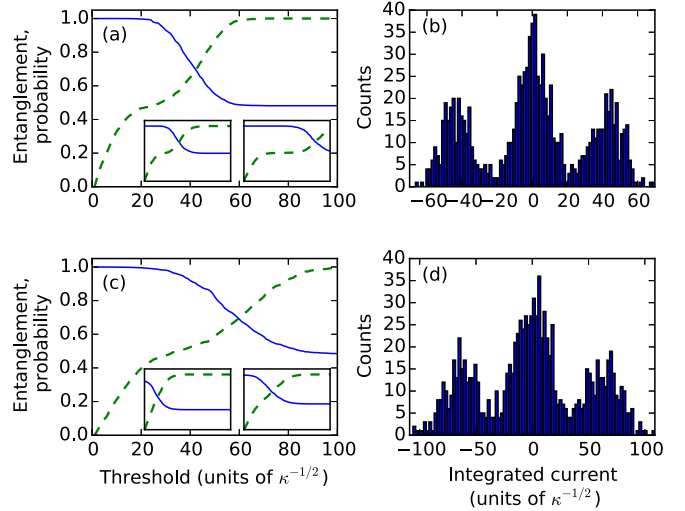 (a)
Entanglement,
probability
1.0
0.8
0.6
0.4
0.2
0.0
0 20 40 60 80 100
(b)
Counts
40
35
30
25
20
15
10
5
0
−60 −40 −20 0 20 40 60
(c)
Entanglement,
probability
1.0
0.8
0.6
0.4
0.2
0.0
0 20 40 60 80 100
Threshold (units of κ^{−1/2})
(d)
Counts
40
35
30
25
20
15
10
5
0
−100 −50 0 50 100
Integrated current
(units of κ^{−1/2})